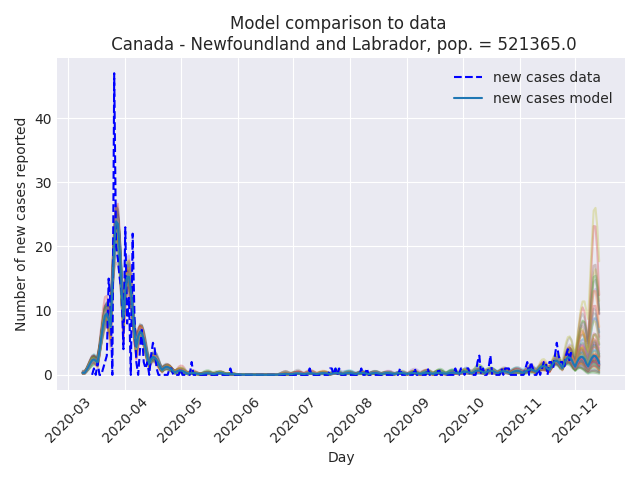 Model comparison to data
Canada - Newfoundland and Labrador, pop. = 521365.0
new cases data
new cases model
Number of new cases reported
40
30
20
10
0
2020-03
2020-04
2020-05
2020-06
2020-07
2020-08
2020-09
2020-10
2020-11
2020-12
Day